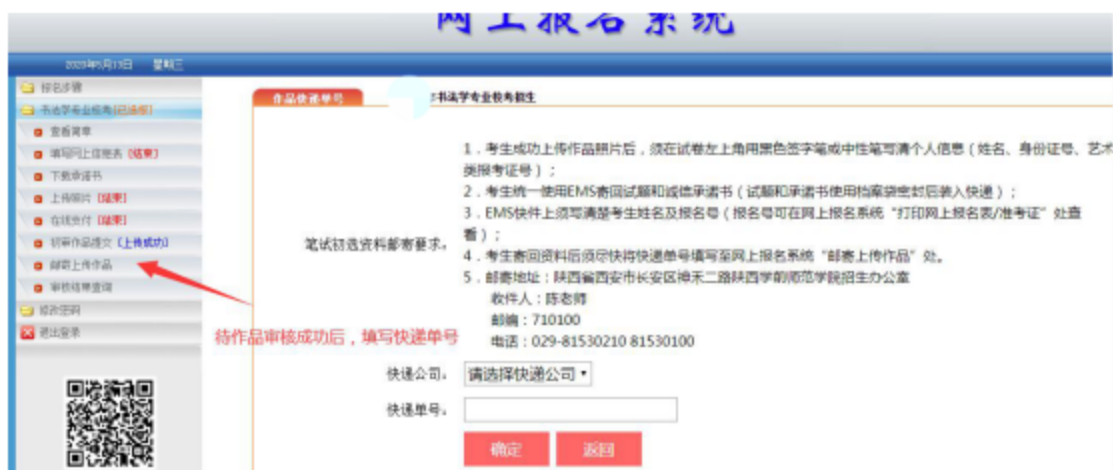 网上报名系统
2020年5月13日 星期三
报名步骤
作品快递单号
书法学专业校考招生
书法学专业校考[已选择]
查看简章
填写网上信息表【结束】
下载承诺书
上传照片【结束】
在线支付【结束】
初审作品提交【上传成功】
邮寄上传作品
审核结果查询
修改密码
退出登录
笔试初选资料邮寄要求。
1．考生成功上传作品照片后，须在试卷左上角用黑色签字笔或中性笔写清个人信息（姓名、身份证号、艺术
类报考证号）；
2．考生统一使用EMS寄回试题和诚信承诺书（试题和承诺书使用档案袋密封后装入快递）；
3．EMS快件上须写清楚考生姓名及报名号（报名号可在网上报名系统“打印网上报名表/准考证”处查
看）；
4．考生寄回资料后须尽快将快递单号填写至网上报名系统“邮寄上传作品”处。
5．邮寄地址：陕西省西安市长安区神禾二路陕西学前师范学院招生办公室
收件人：陈老师
邮编：710100
电话：029-81530210 81530100
待作品审核成功后，填写快递单号
快递公司。 请选择快递公司
快递单号。
确定 返回